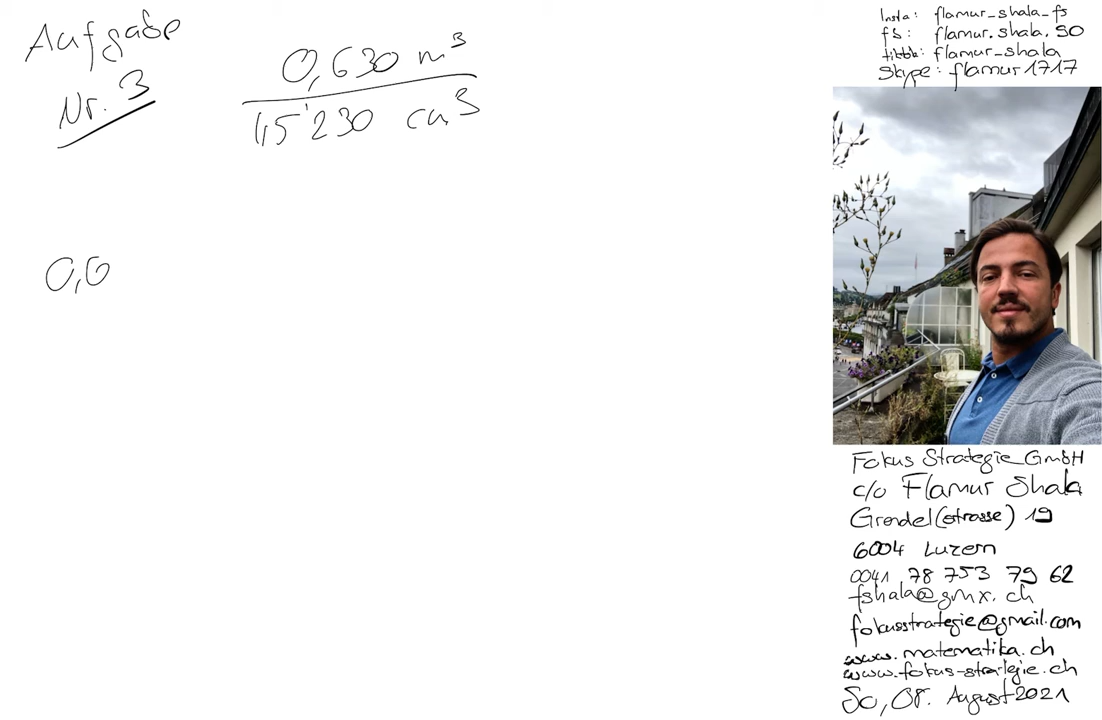 Aufgabe
Nr. 3
0,630 m³
45'230 cm³
0,6
Insta: flamur_shala_fs
fb: flamur.shala.90
tiktok: flamur_shala
Skype: flamur1717
Fokus Strategie GmbH
c/o Flamur Shala
Grendel(strasse) 19
6004 Luzern
0041 78 753 79 62
fshala@gmx.ch
fokusstrategie@gmail.com
www.matematika.ch
www.fokus-strategie.ch
So, 08. August 2021